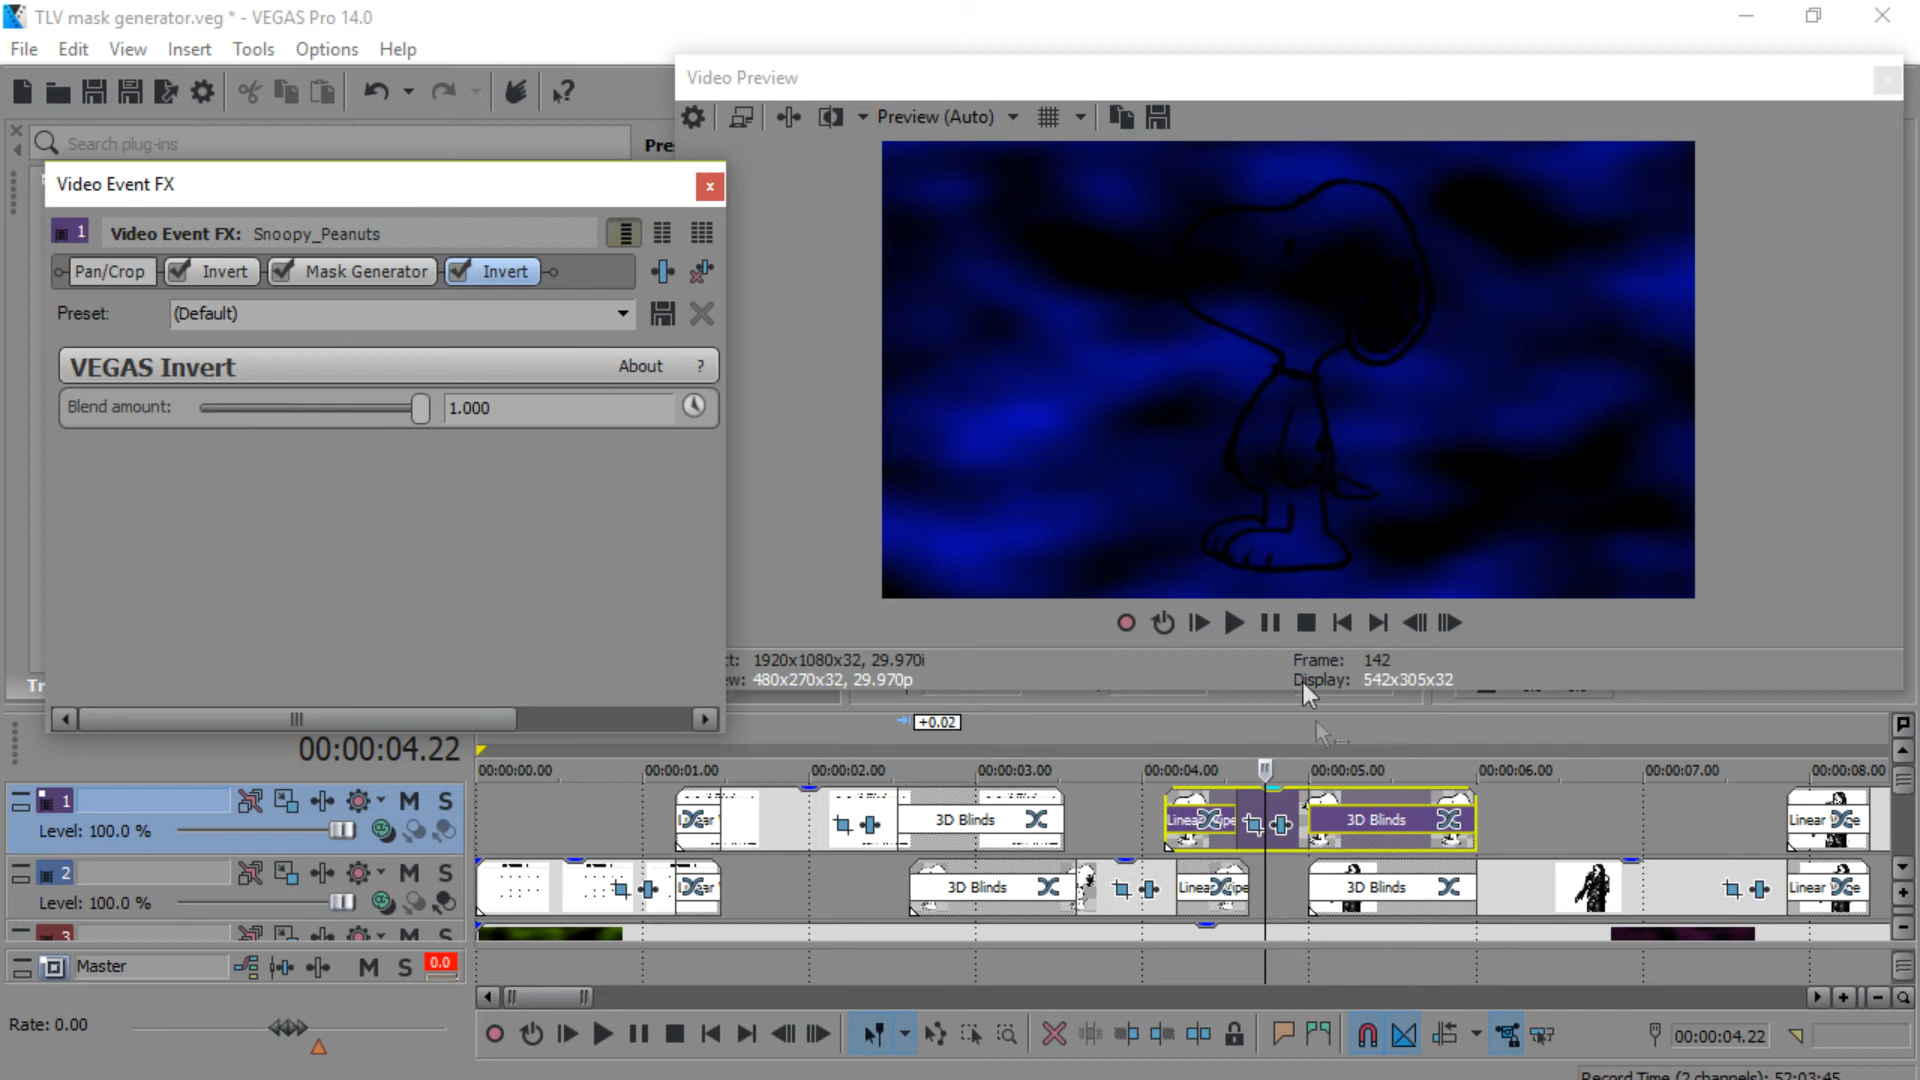 TLV mask generator.veg * - VEGAS Pro 14.0
File Edit View Insert Tools Options Help
Video Preview
Preview (Auto)
Search plug-ins
Pre
Video Event FX
x
1 Video Event FX: Snoopy_Peanuts
Pan/Crop Invert Mask Generator Invert
Preset: (Default)
VEGAS Invert About ?
Blend amount: 1.000
ct: 1920x1080x32, 29.970i
ew: 480x270x32, 29.970p
Frame: 142
Display: 542x305x32
Tr
+0.02
00:00:04.22
00:00:00.00 00:00:01.00 00:00:02.00 00:00:03.00 00:00:04.00 00:00:05.00 00:00:06.00 00:00:07.00 00:00:08.00
1 M S
Level: 100.0 %
3D Blinds 3D Blinds
2 M S
Level: 100.0 %
3D Blinds 3D Blinds
3 M S
Master M S 0.0
Rate: 0.00
00:00:04.22
Record Time (2 channels): 52:03:45